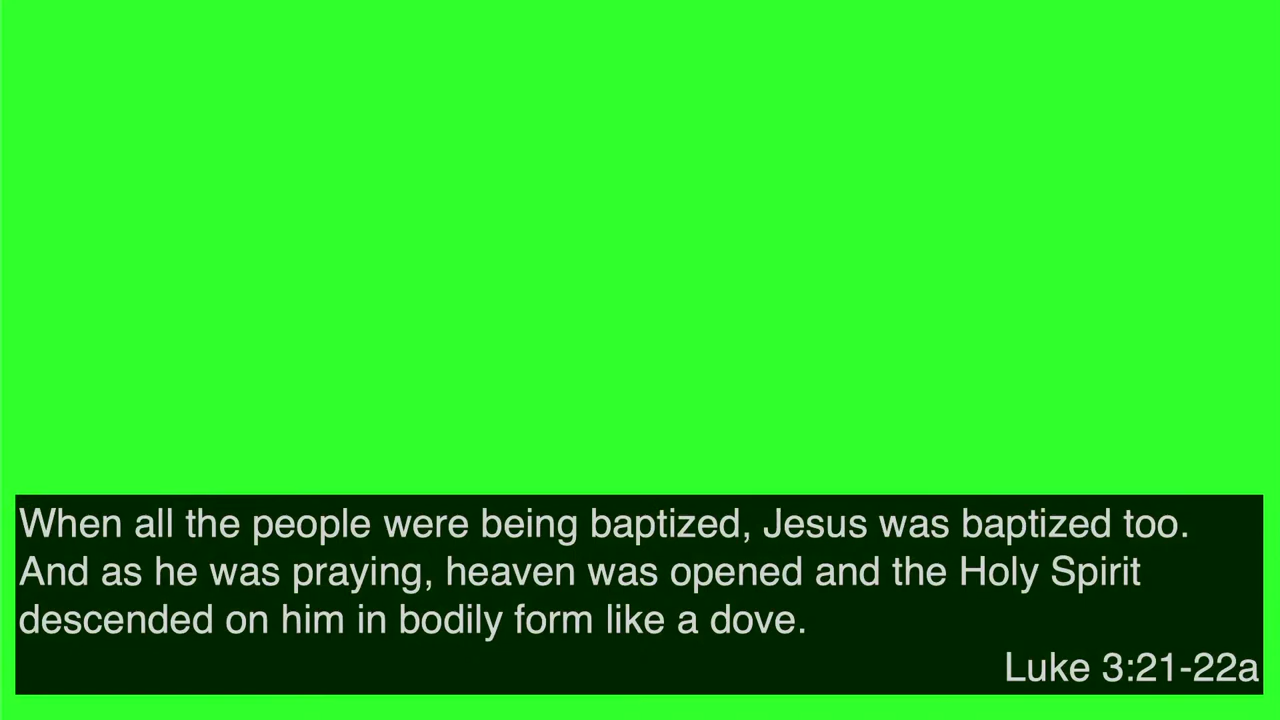 When all the people were being baptized, Jesus was baptized too.
And as he was praying, heaven was opened and the Holy Spirit
descended on him in bodily form like a dove.
Luke 3:21-22a